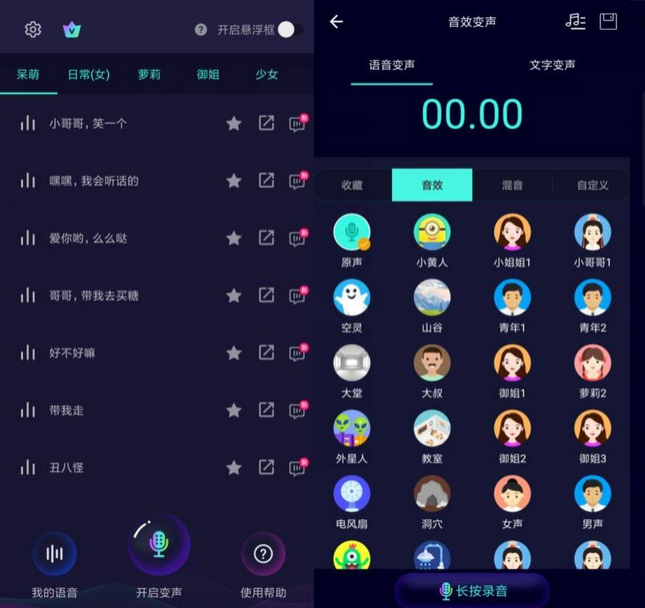 开启悬浮框
呆萌 日常(女) 萝莉 御姐 少女
小哥哥，笑一个
嘿嘿，我会听话的
爱你哟，么么哒
哥哥，带我去买糖
好不好嘛
带我走
丑八怪
我的语音 开启变声 使用帮助
音效变声
语音变声 文字变声
00.00
收藏 音效 混音 自定义
原声 小黄人 小姐姐1 小哥哥1
空灵 山谷 青年1 青年2
大堂 大叔 御姐1 萝莉2
外星人 教室 御姐2 御姐3
电风扇 洞穴 女声 男声
长按录音